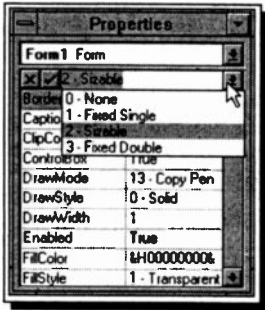 Properties
Form1 Form
2 - Sizable
Border
0 - None
Captio
1 - Fixed Single
ClipCo
2 - Sizable
3 - Fixed Double
ControlBox True
DrawMode 13 - Copy Pen
DrawStyle 0 - Solid
DrawWidth 1
Enabled True
FillColor &H00000000&
FillStyle 1 - Transparent